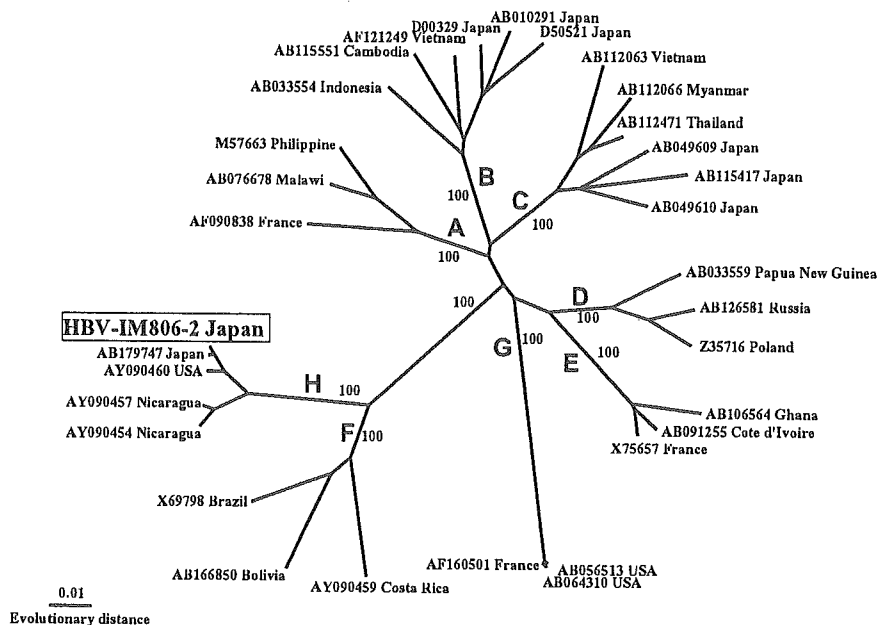 AB010291 Japan
D00329 Japan
D50521 Japan
AF121249 Vietnam
AB115551 Cambodia
AB112063 Vietnam
AB033554 Indonesia
AB112066 Myanmar
AB112471 Thailand
M57663 Philippine
AB049609 Japan
AB076678 Malawi
B
AB115417 Japan
100
C
AB049610 Japan
AF090838 France
A
100
100
AB033559 Papua New Guinea
100
D
AB126581 Russia
HBV-IM806-2 Japan
100
G
100
Z35716 Poland
AB179747 Japan
E
100
AY090460 USA
H
100
AY090457 Nicaragua
AB106564 Ghana
AY090454 Nicaragua
F
100
AB091255 Cote d'Ivoire
X75657 France
X69798 Brazil
AF160501 France
AB056513 USA
AB166850 Bolivia
AB064310 USA
AY090459 Costa Rica
0.01
Evolutionary distance